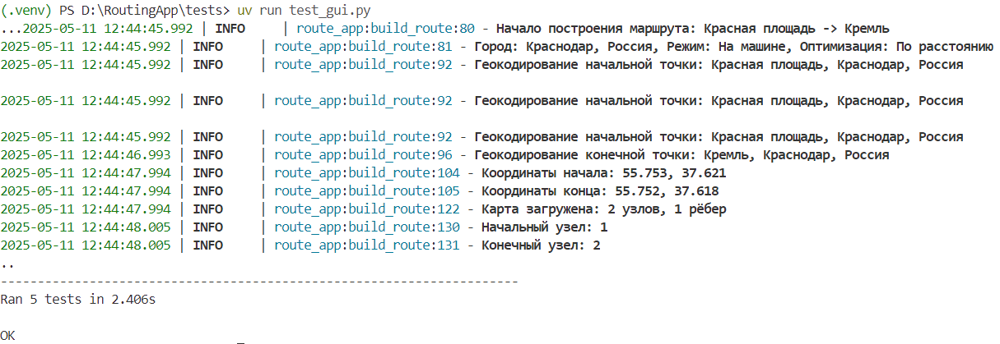 (.venv) PS D:\RoutingApp\tests> uv run test_gui.py
...2025-05-11 12:44:45.992 | INFO     | route_app:build_route:80 - Начало построения маршрута: Красная площадь -> Кремль
2025-05-11 12:44:45.992 | INFO     | route_app:build_route:81 - Город: Краснодар, Россия, Режим: На машине, Оптимизация: По расстоянию
2025-05-11 12:44:45.992 | INFO     | route_app:build_route:92 - Геокодирование начальной точки: Красная площадь, Краснодар, Россия
2025-05-11 12:44:45.992 | INFO     | route_app:build_route:92 - Геокодирование начальной точки: Красная площадь, Краснодар, Россия
2025-05-11 12:44:45.992 | INFO     | route_app:build_route:92 - Геокодирование начальной точки: Красная площадь, Краснодар, Россия
2025-05-11 12:44:46.993 | INFO     | route_app:build_route:96 - Геокодирование конечной точки: Кремль, Краснодар, Россия
2025-05-11 12:44:47.994 | INFO     | route_app:build_route:104 - Координаты начала: 55.753, 37.621
2025-05-11 12:44:47.994 | INFO     | route_app:build_route:105 - Координаты конца: 55.752, 37.618
2025-05-11 12:44:47.994 | INFO     | route_app:build_route:122 - Карта загружена: 2 узлов, 1 рёбер
2025-05-11 12:44:48.005 | INFO     | route_app:build_route:130 - Начальный узел: 1
2025-05-11 12:44:48.005 | INFO     | route_app:build_route:131 - Конечный узел: 2
..
----------------------------------------------------------------------
Ran 5 tests in 2.406s
OK